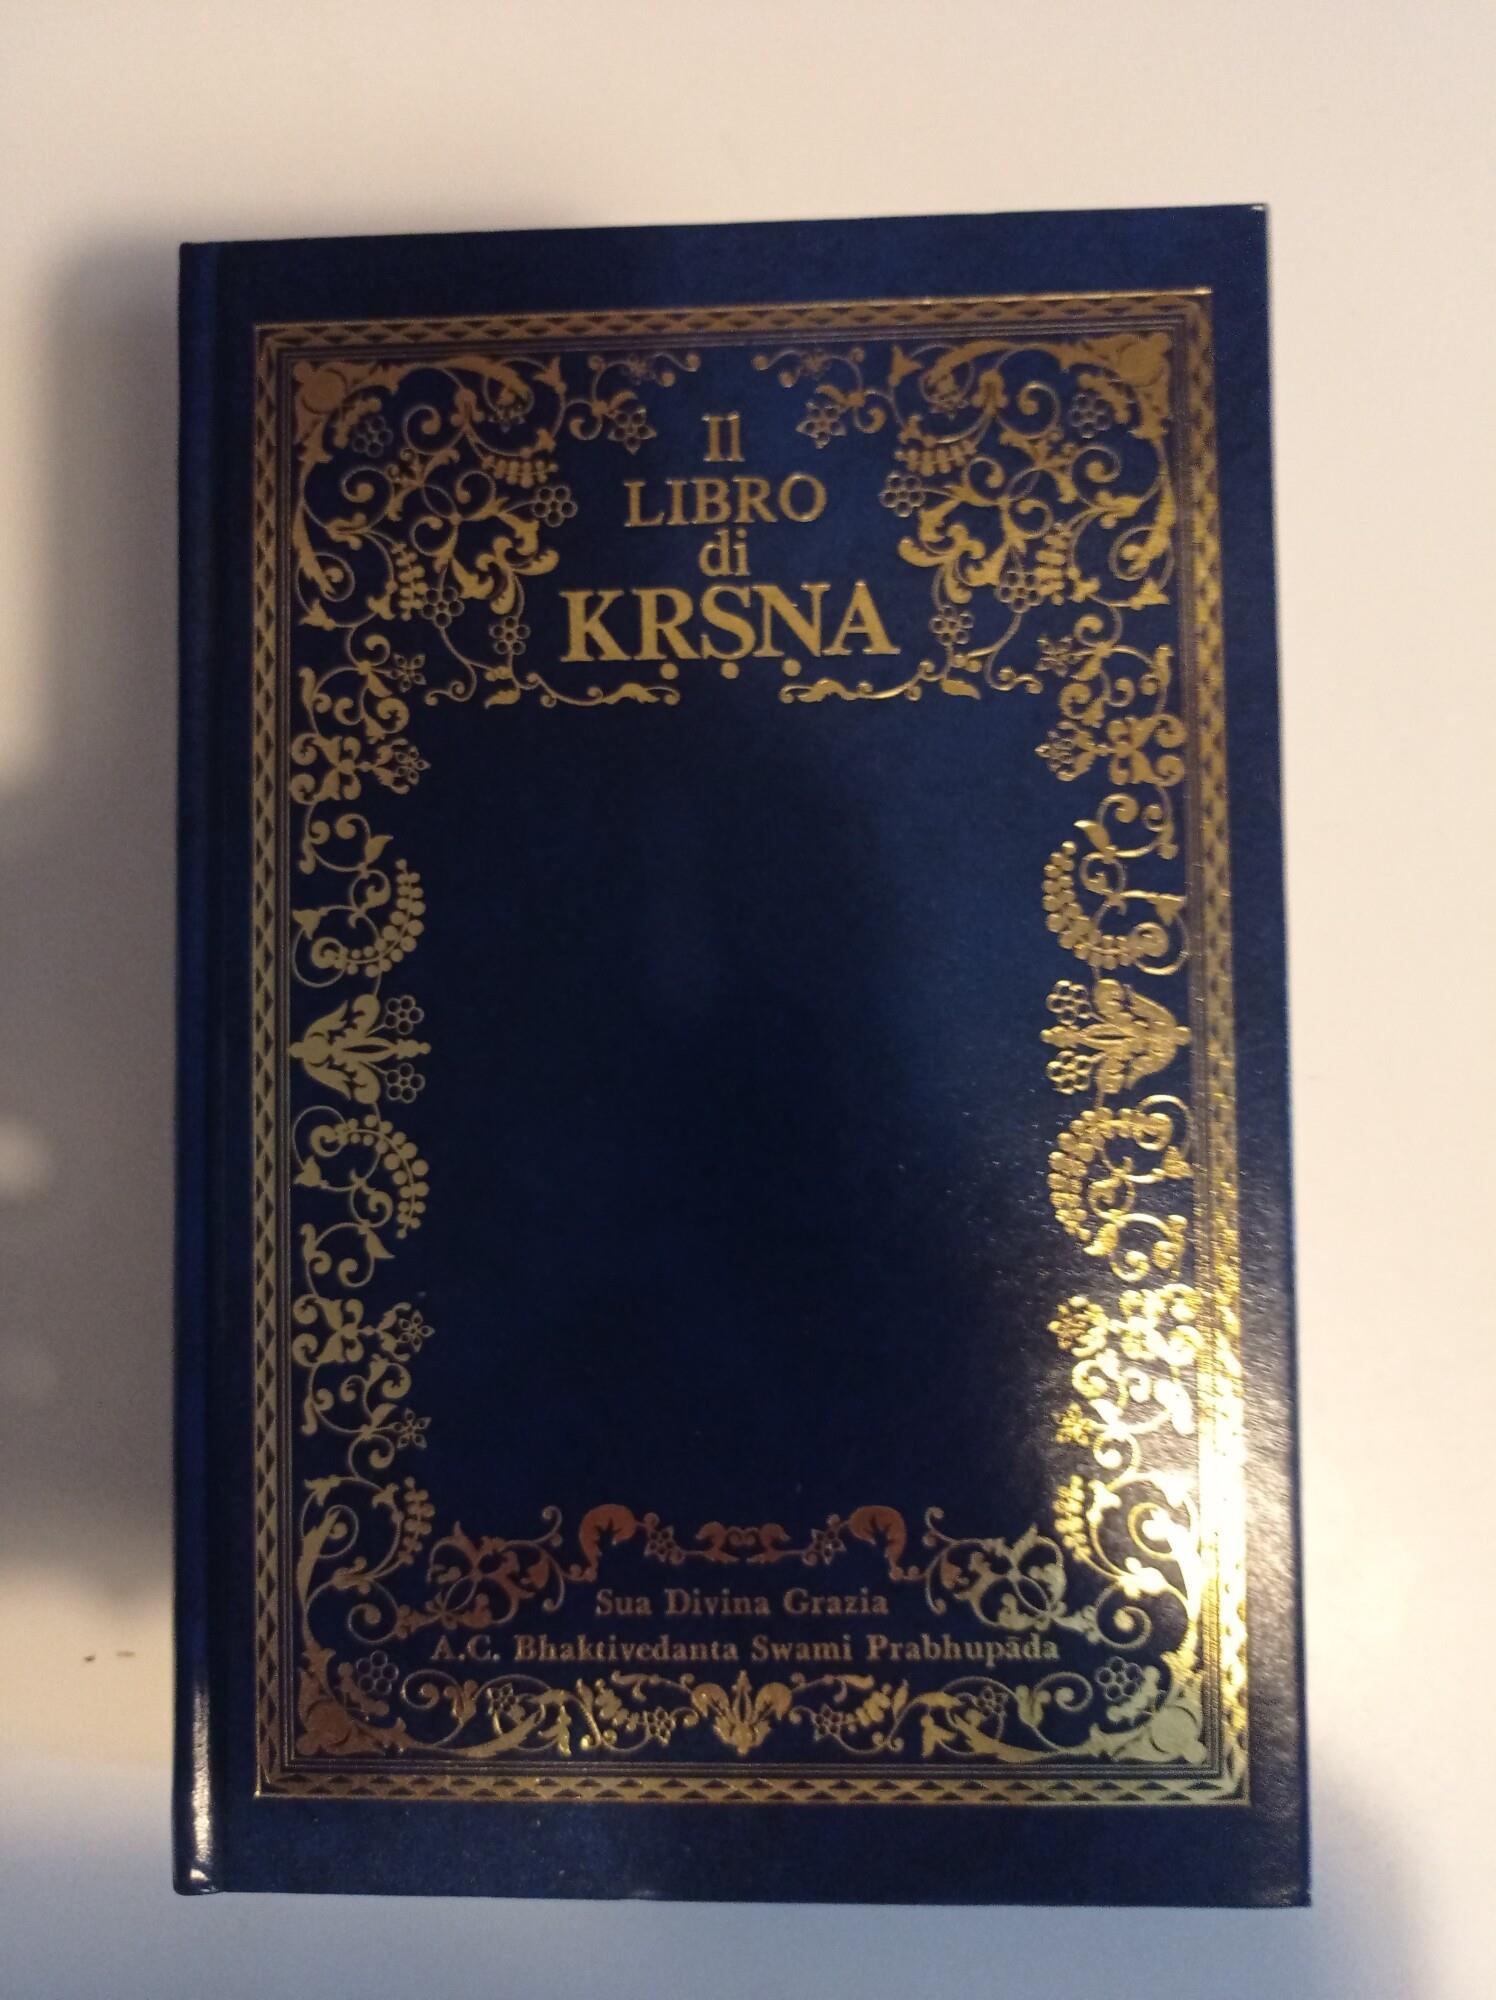 Il
LIBRO
di
KṚṢṆA
Sua Divina Grazia
A.C. Bhaktivedanta Swami Prabhupāda